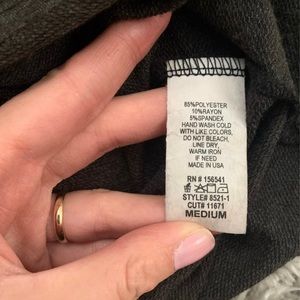 85%POLYESTER
10%RAYON
5%SPANDEX
HAND WASH COLD
WITH LIKE COLORS,
DO NOT BLEACH,
LINE DRY,
WARM IRON
IF NEED
MADE IN USA
RN # 156541
STYLE# 8521-1
CUT# 11671
MEDIUM